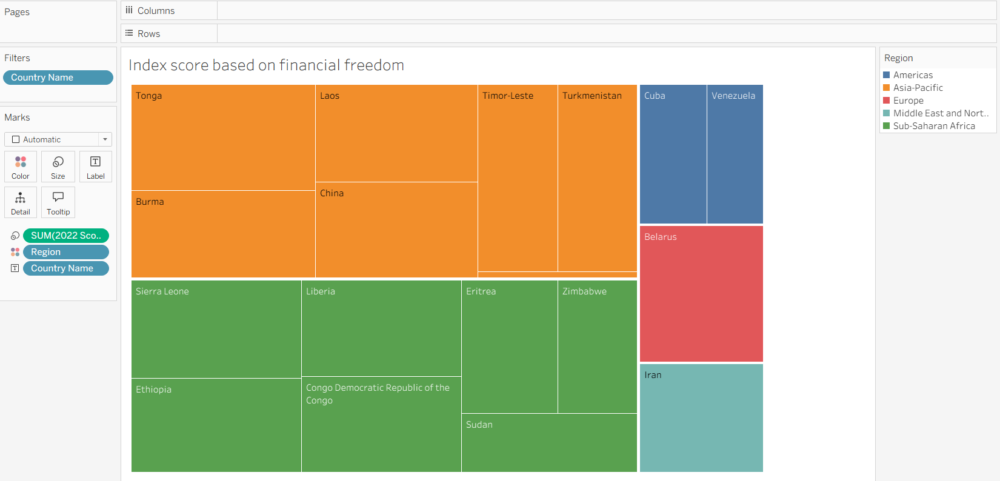 Pages
Columns
Rows
Filters
Country Name
Marks
Automatic
Color
Size
Label
Detail
Tooltip
SUM(2022 Sco..
Region
Country Name
Index score based on financial freedom
Tonga
Laos
Timor-Leste
Turkmenistan
Cuba
Venezuela
Burma
China
Belarus
Sierra Leone
Liberia
Eritrea
Zimbabwe
Iran
Ethiopia
Congo Democratic Republic of the
Congo
Sudan
Region
Americas
Asia-Pacific
Europe
Middle East and Nort..
Sub-Saharan Africa